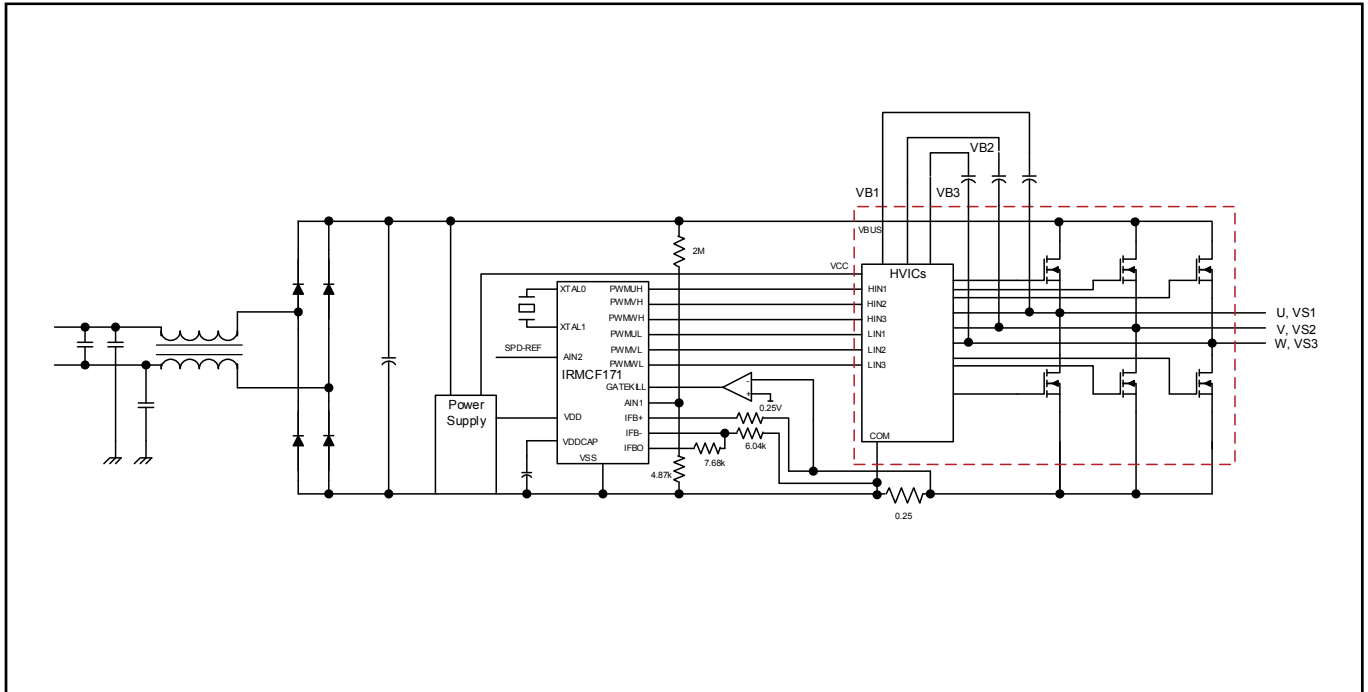 VB2
VB1
VB3
VBUS
2M
VCC
HVICs
XTAL0
PWMUH
HIN1
PWMVH
HIN2
U, VS1
XTAL1
PWMWH
HIN3
V, VS2
PWMUL
LIN1
W, VS3
SPD-REF
AIN2
PWMVL
LIN2
PWMWL
LIN3
IRMCF171
GATEKILL
-
+
0.25V
Power
Supply
AIN1
VDD
IFB+
IFB-
COM
VDDCAP
IFBO
6.04k
7.68k
VSS
4.87k
0.25